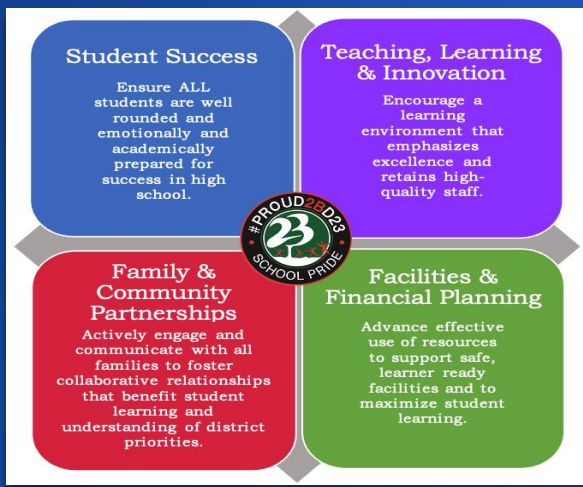 Student Success
Ensure ALL
students are well
rounded and
emotionally and
academically
prepared for
success in high
school.
Teaching, Learning
& Innovation
Encourage a
learning
environment that
emphasizes
excellence and
retains high-
quality staff.
#PROUD2BD23
23
SCHOOL PRIDE
Family &
Community
Partnerships
Actively engage and
communicate with all
families to foster
collaborative relationships
that benefit student
learning and
understanding of district
priorities.
Facilities &
Financial Planning
Advance effective
use of resources
to support safe,
learner ready
facilities and to
maximize student
learning.